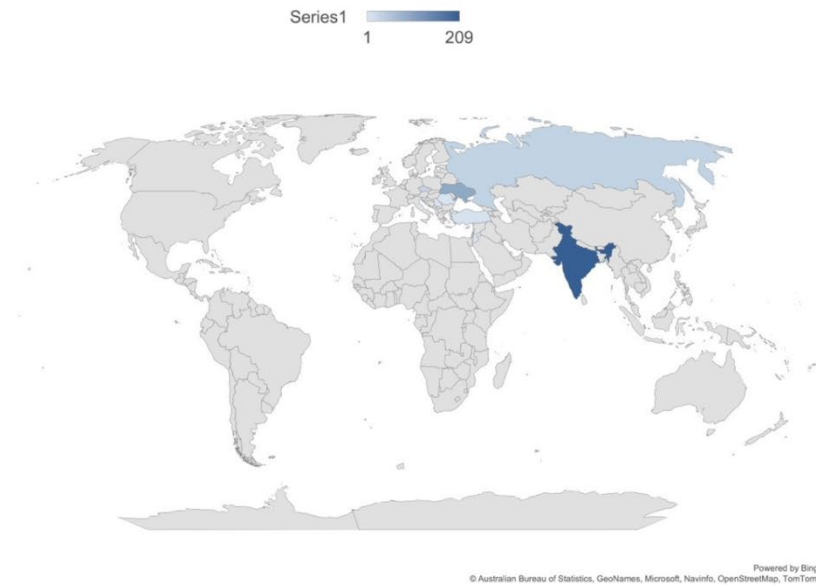 Series1
1 209
Powered by Bing
© Australian Bureau of Statistics, GeoNames, Microsoft, Navinfo, OpenStreetMap, TomTom